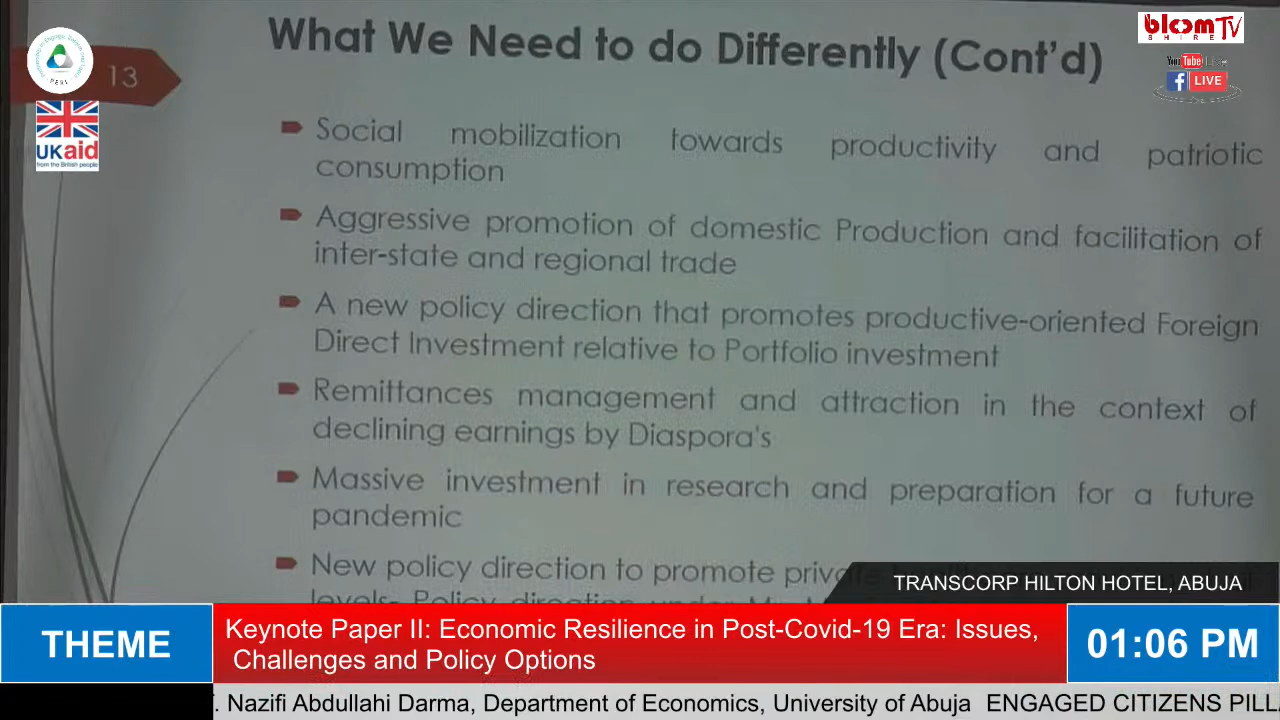 What We Need to do Differently (Cont'd)
13
PERL
UKaid
from the British people
bloomTV
SHIRE
YouTube
LIVE
Social mobilization towards productivity and patriotic
consumption
Aggressive promotion of domestic Production and facilitation of
inter-state and regional trade
A new policy direction that promotes productive-oriented Foreign
Direct Investment relative to Portfolio investment
Remittances management and attraction in the context of
declining earnings by Diaspora's
Massive investment in research and preparation for a future
pandemic
New policy direction to promote
levels- Policy direction
TRANSCORP HILTON HOTEL, ABUJA
THEME
Keynote Paper II: Economic Resilience in Post-Covid-19 Era: Issues,
Challenges and Policy Options
01:06 PM
. Nazifi Abdullahi Darma, Department of Economics, University of Abuja ENGAGED CITIZENS